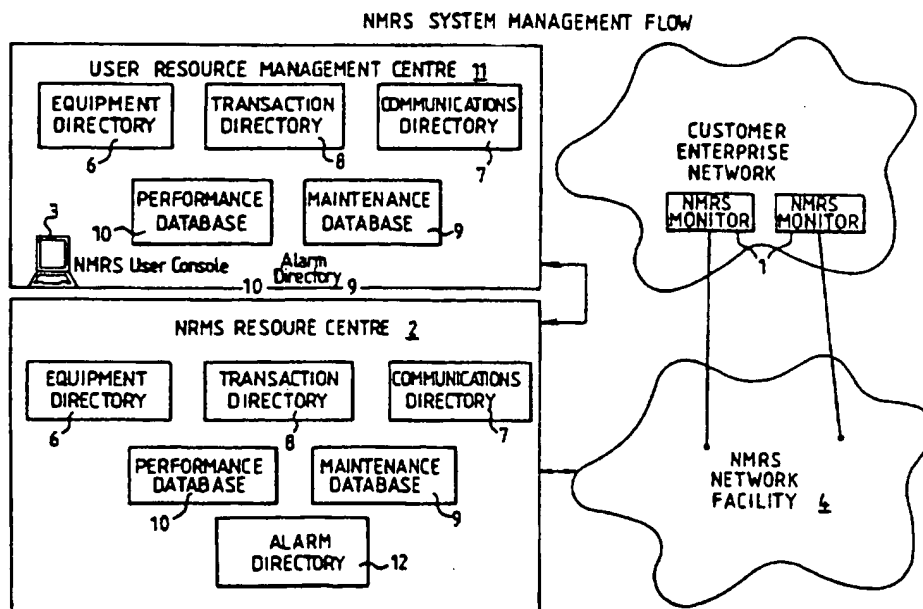 NMRS SYSTEM MANAGEMENT FLOW
USER RESOURCE MANAGEMENT CENTRE 11
EQUIPMENT
DIRECTORY
6
TRANSACTION
DIRECTORY
8
COMMUNICATIONS
DIRECTORY
7
PERFORMANCE
DATABASE
10
MAINTENANCE
DATABASE
9
3
NMRS User Console
Alarm
Directory
10
9
CUSTOMER
ENTERPRISE
NETWORK
NMRS
MONITOR
NMRS
MONITOR
1
NRMS RESOURE CENTRE 2
EQUIPMENT
DIRECTORY
6
TRANSACTION
DIRECTORY
8
COMMUNICATIONS
DIRECTORY
7
PERFORMANCE
DATABASE
10
MAINTENANCE
DATABASE
9
ALARM
DIRECTORY
12
NMRS
NETWORK
FACILITY 4